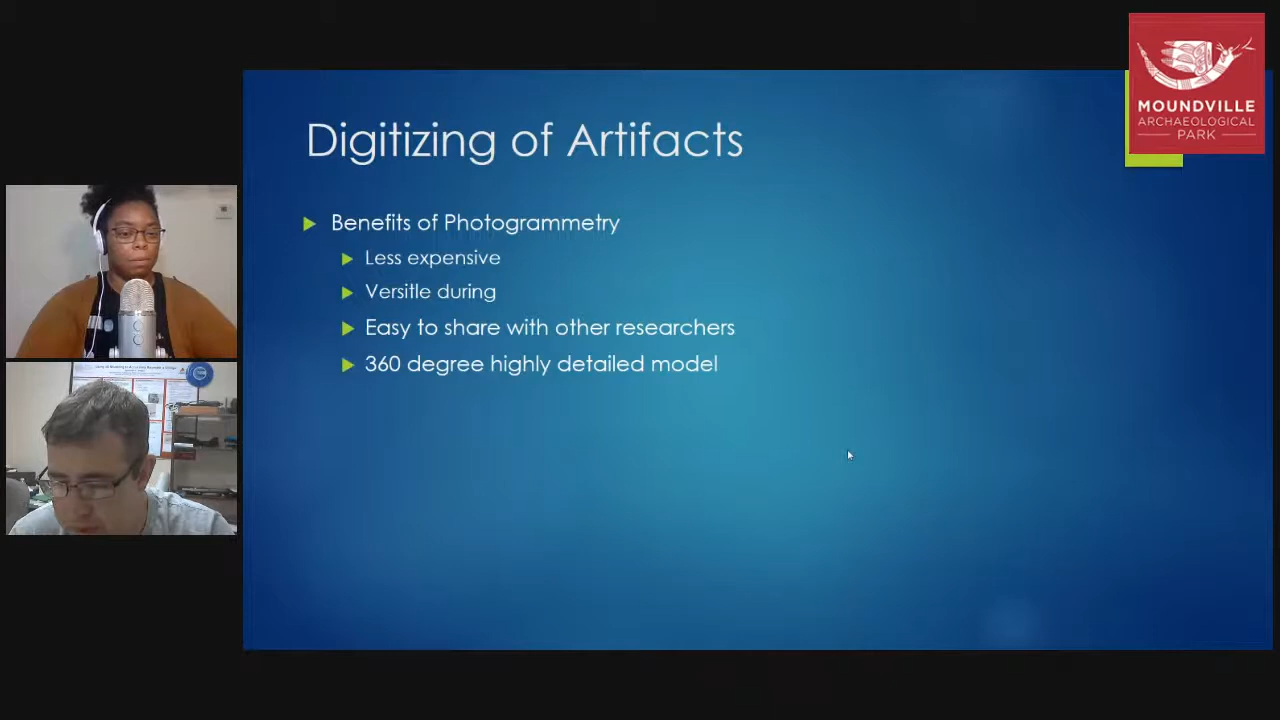 MOUNDVILLE
ARCHAEOLOGICAL
PARK
Digitizing of Artifacts
Benefits of Photogrammetry
Less expensive
Versitle during
Easy to share with other researchers
360 degree highly detailed model